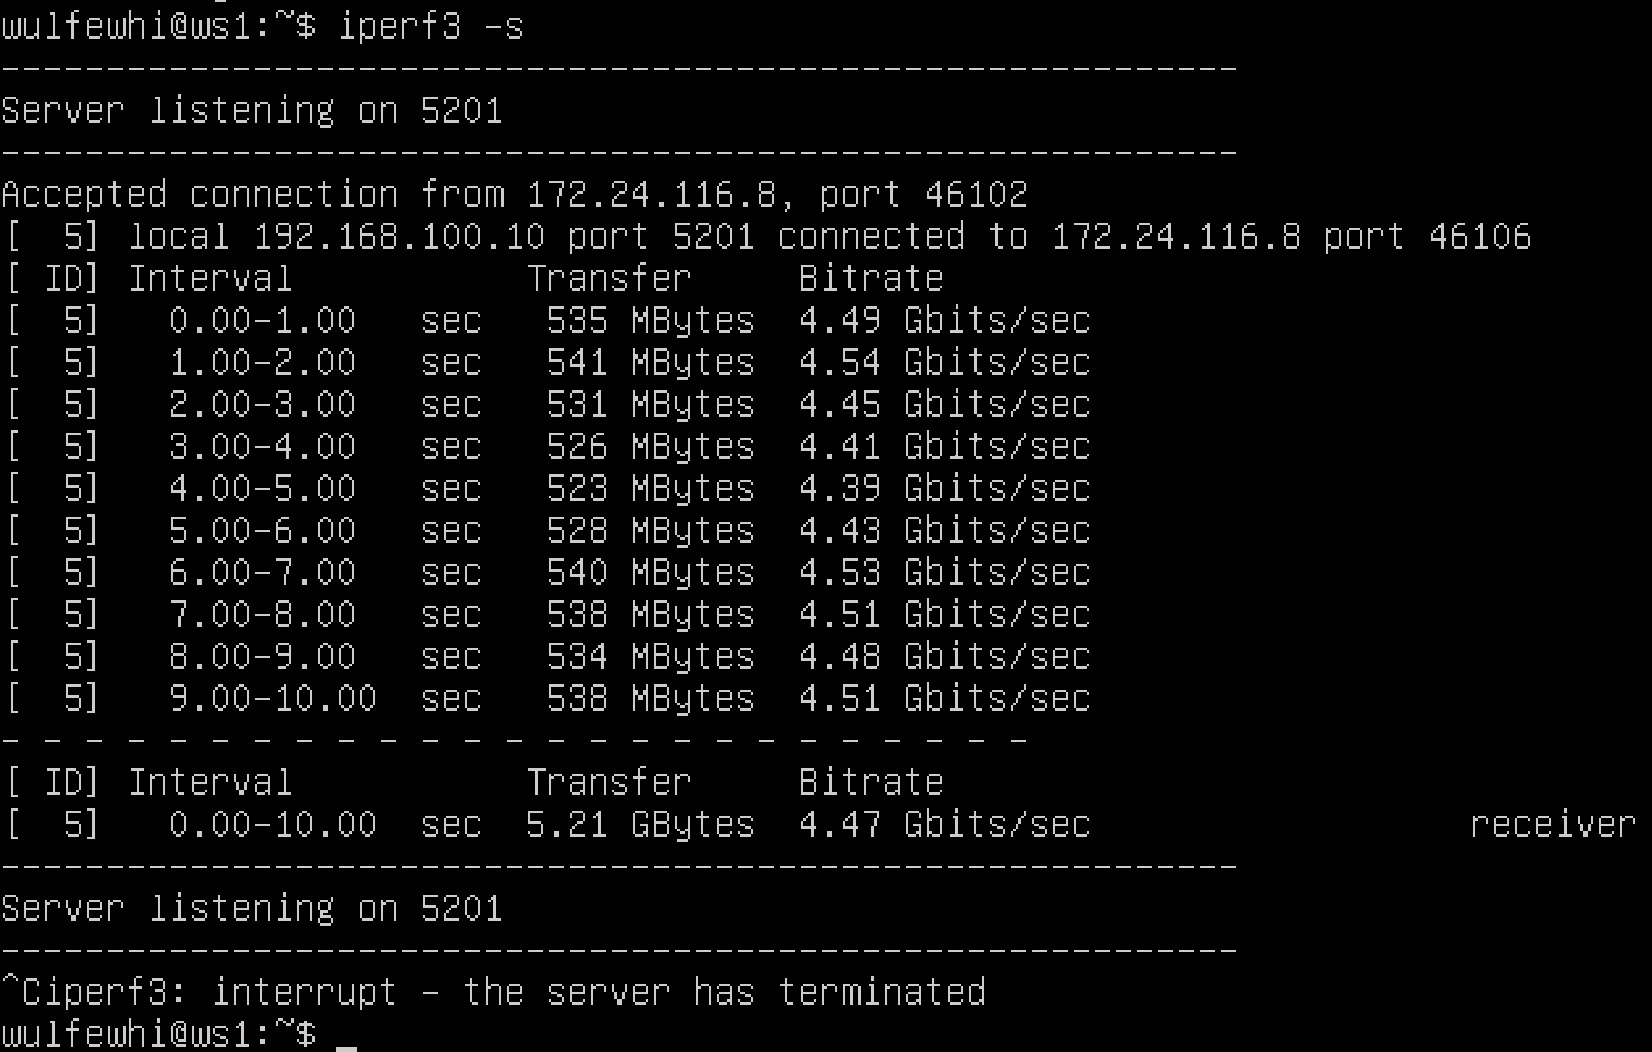 wulfewhi@ws1:~$ iperf3 -s
-----------------------------------------------------------
Server listening on 5201
-----------------------------------------------------------
Accepted connection from 172.24.116.8, port 46102
[  5] local 192.168.100.10 port 5201 connected to 172.24.116.8 port 46106
[ ID] Interval           Transfer     Bitrate
[  5]   0.00-1.00   sec   535 MBytes  4.49 Gbits/sec
[  5]   1.00-2.00   sec   541 MBytes  4.54 Gbits/sec
[  5]   2.00-3.00   sec   531 MBytes  4.45 Gbits/sec
[  5]   3.00-4.00   sec   526 MBytes  4.41 Gbits/sec
[  5]   4.00-5.00   sec   523 MBytes  4.39 Gbits/sec
[  5]   5.00-6.00   sec   528 MBytes  4.43 Gbits/sec
[  5]   6.00-7.00   sec   540 MBytes  4.53 Gbits/sec
[  5]   7.00-8.00   sec   538 MBytes  4.51 Gbits/sec
[  5]   8.00-9.00   sec   534 MBytes  4.48 Gbits/sec
[  5]   9.00-10.00  sec   538 MBytes  4.51 Gbits/sec
- - - - - - - - - - - - - - - - - - - - - - - - -
[ ID] Interval           Transfer     Bitrate
[  5]   0.00-10.00  sec  5.21 GBytes  4.47 Gbits/sec                  receiver
-----------------------------------------------------------
Server listening on 5201
-----------------------------------------------------------
^Ciperf3: interrupt - the server has terminated
wulfewhi@ws1:~$ _